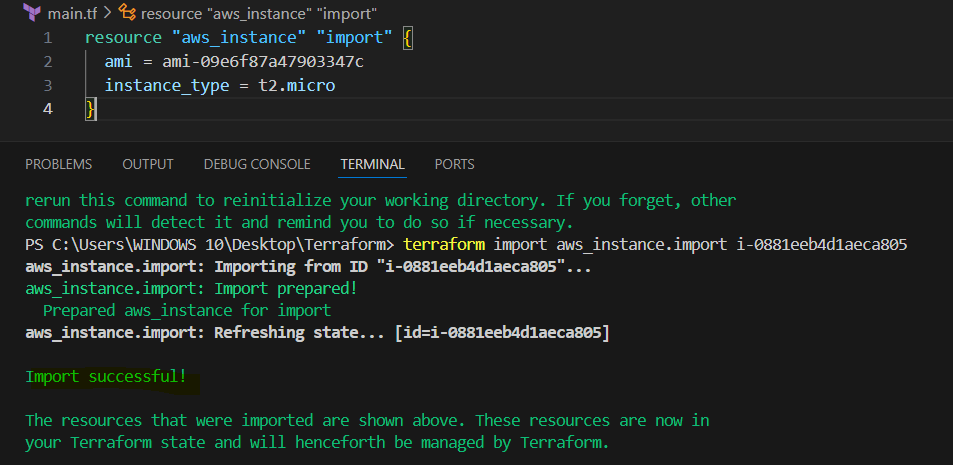 main.tf > resource "aws_instance" "import"
1 resource "aws_instance" "import" {
2 ami = ami-09e6f87a47903347c
3 instance_type = t2.micro
4 }
PROBLEMS OUTPUT DEBUG CONSOLE TERMINAL PORTS
rerun this command to reinitialize your working directory. If you forget, other
commands will detect it and remind you to do so if necessary.
PS C:\Users\WINDOWS 10\Desktop\Terraform> terraform import aws_instance.import i-0881eeb4d1aeca805
aws_instance.import: Importing from ID "i-0881eeb4d1aeca805"...
aws_instance.import: Import prepared!
Prepared aws_instance for import
aws_instance.import: Refreshing state... [id=i-0881eeb4d1aeca805]
Import successful!
The resources that were imported are shown above. These resources are now in
your Terraform state and will henceforth be managed by Terraform.